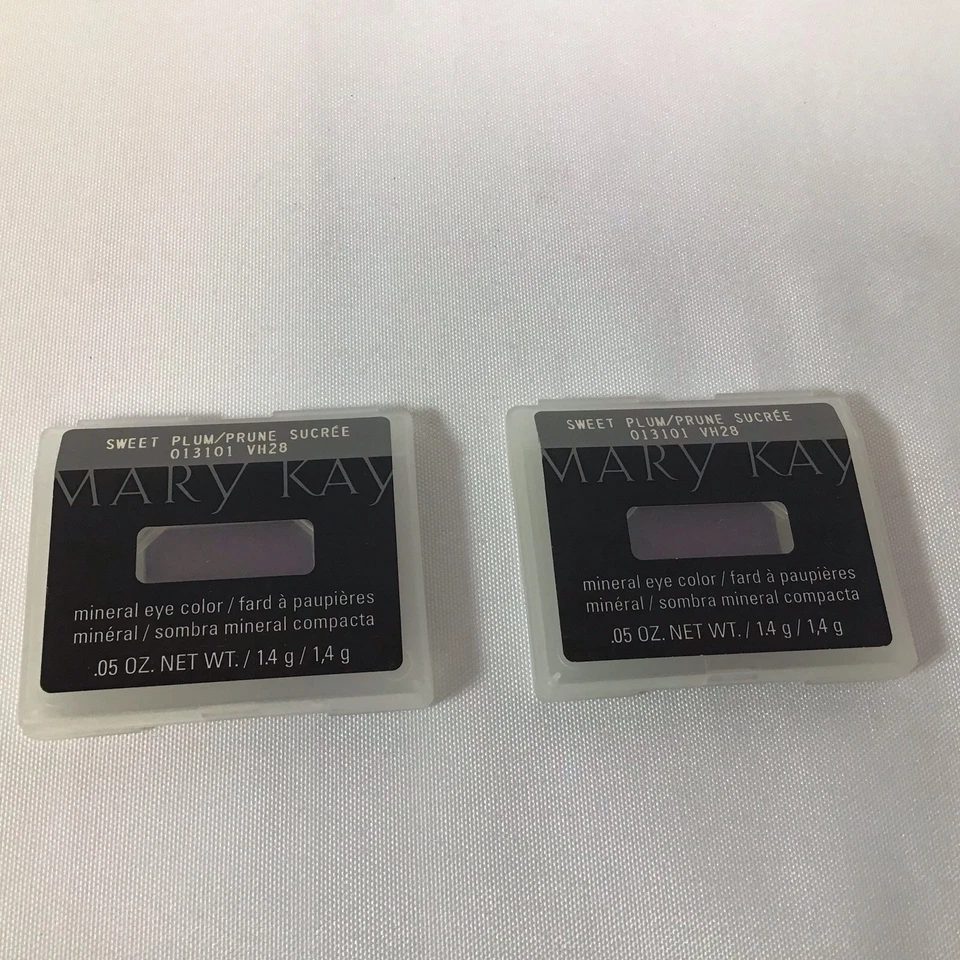 SWEET PLUM/PRUNE SUCRÉE
013101 VH28
MARY KAY
mineral eye color / fard à paupières
minéral / sombra mineral compacta
.05 OZ. NET WT. / 1.4 g / 1,4 g
SWEET PLUM/PRUNE SUCRÉE
013101 VH28
MARY KAY
mineral eye color / fard à paupières
minéral / sombra mineral compacta
.05 OZ. NET WT. / 1.4 g / 1,4 g